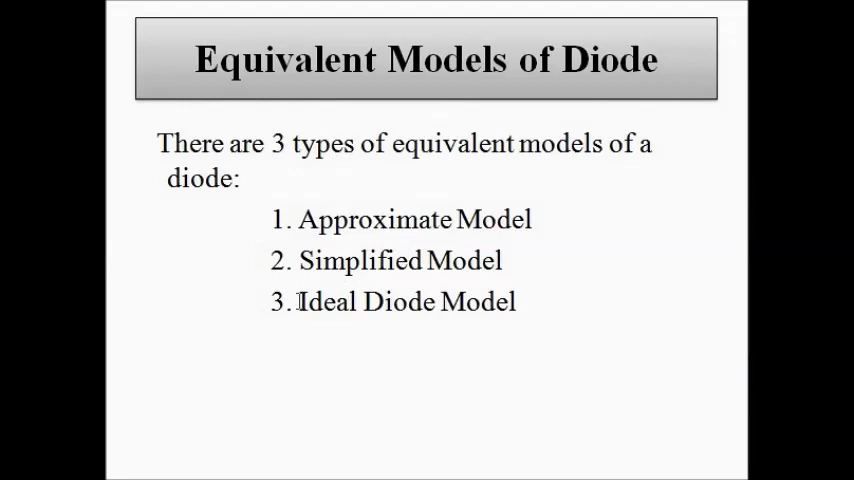 Equivalent Models of Diode
There are 3 types of equivalent models of a
diode:
1. Approximate Model
2. Simplified Model
3. Ideal Diode Model